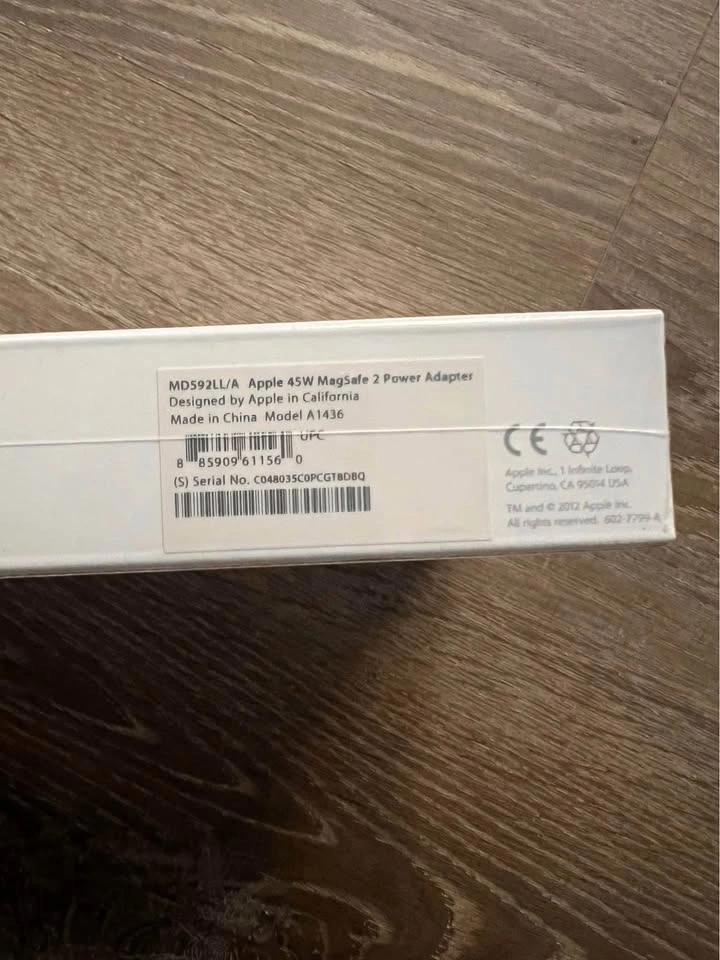 MD592LL/A Apple 45W MagSafe 2 Power Adapter
Designed by Apple in California
Made in China Model A1436
UPC
8 85909 61156 0
(S) Serial No. C048035C0PCGT8DBQ
CE
Apple Inc., 1 Infinite Loop,
Cupertino, CA 95014 USA
TM and © 2012 Apple Inc.
All rights reserved. 602-7799-A